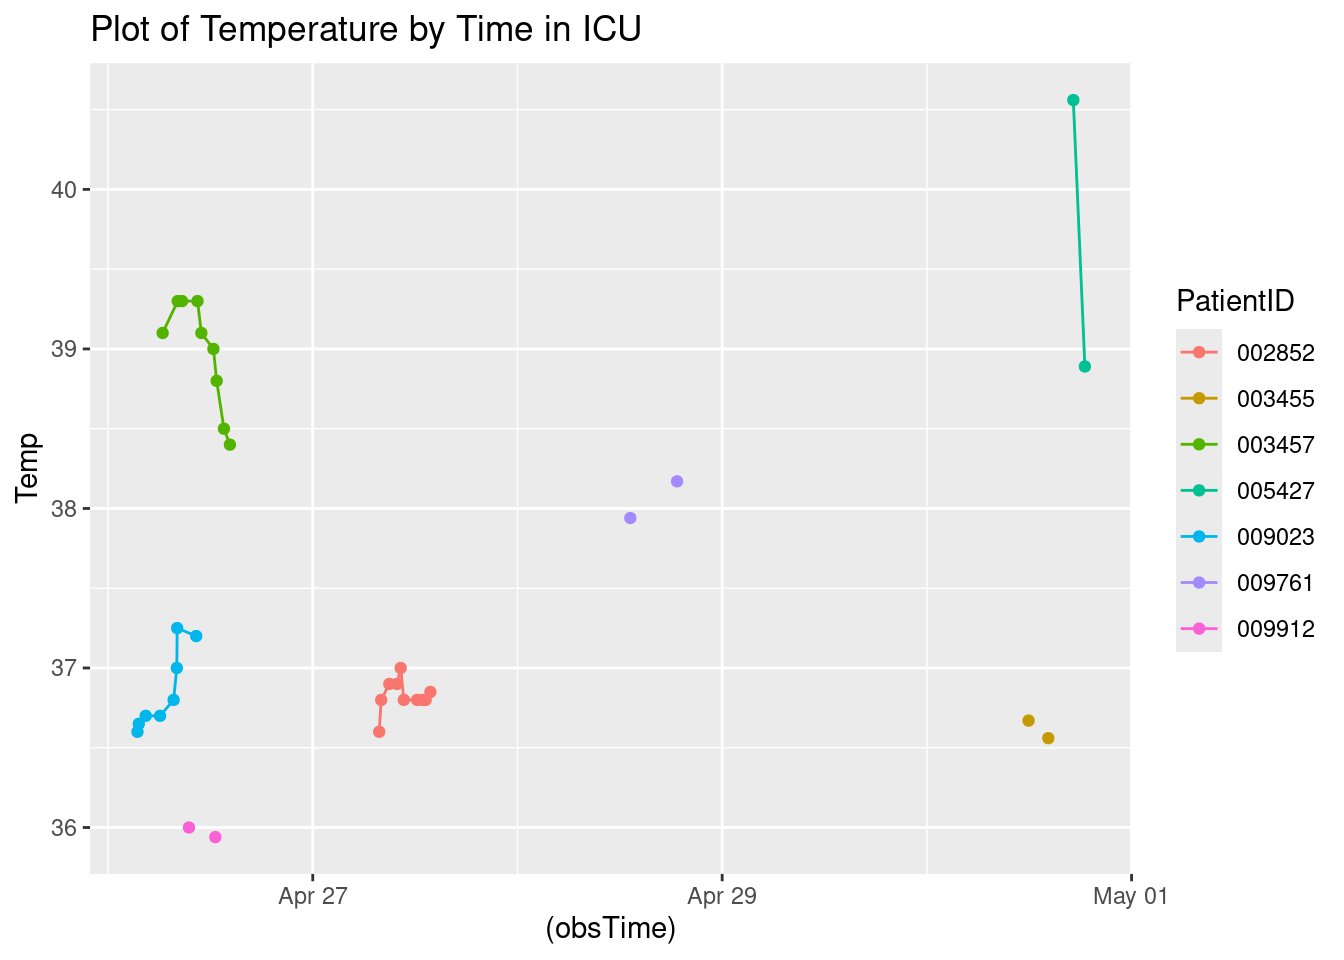 Plot of Temperature by Time in ICU
40
39
38
37
36
Temp
Apr 27
Apr 29
May 01
(obsTime)
PatientID
002852
003455
003457
005427
009023
009761
009912